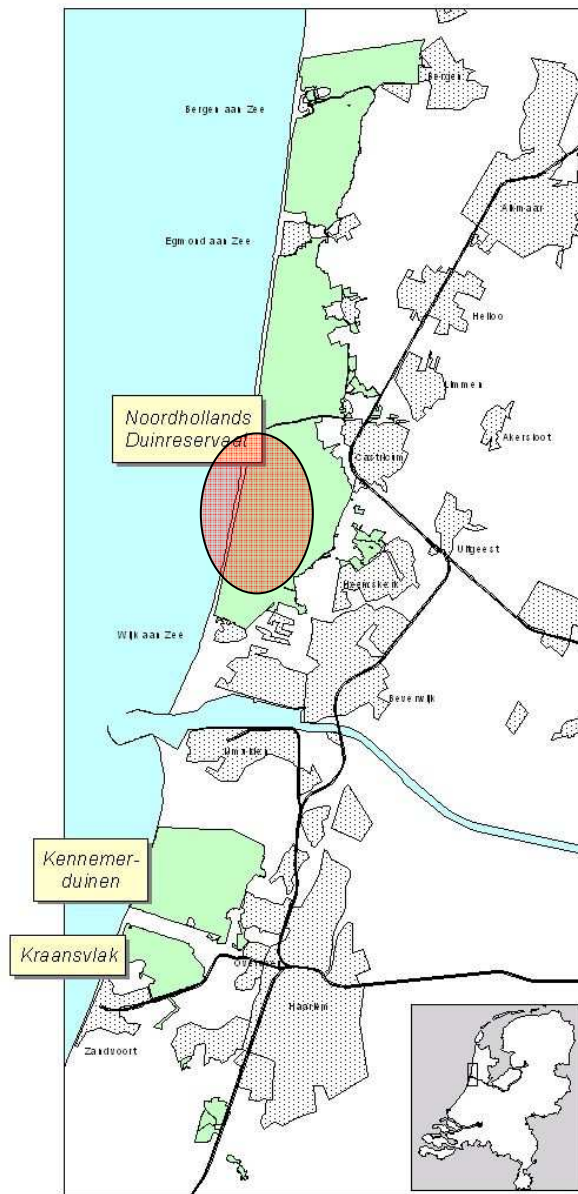 Bergen
Bergen aan Zee
Alkmaar
Egmond aan Zee
Heiloo
Limmen
Noordhollands
Duinreservaat
Akersloot
Castricum
Uitgeest
Heemskerk
Wijk aan Zee
Beverwijk
IJmuiden
Kennemer-
duinen
Kraansvlak
Haarlem
Zandvoort